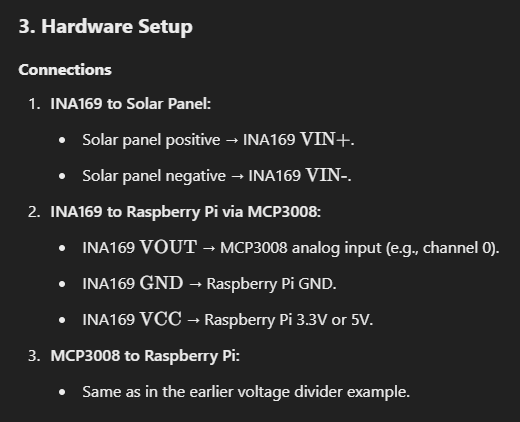 3. Hardware Setup
Connections
1. INA169 to Solar Panel:
• Solar panel positive → INA169 VIN+.
• Solar panel negative → INA169 VIN-.
2. INA169 to Raspberry Pi via MCP3008:
• INA169 VOUT → MCP3008 analog input (e.g., channel 0).
• INA169 GND → Raspberry Pi GND.
• INA169 VCC → Raspberry Pi 3.3V or 5V.
3. MCP3008 to Raspberry Pi:
• Same as in the earlier voltage divider example.